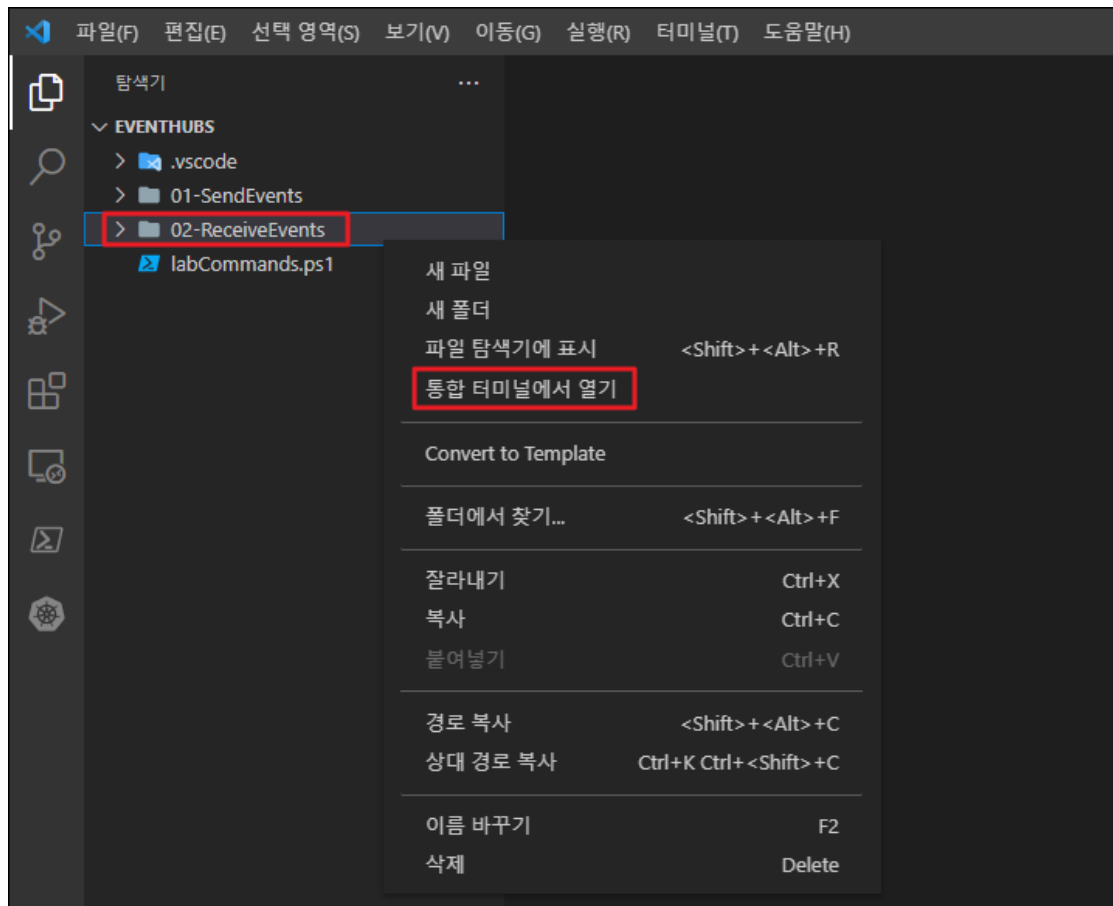 파일(F) 편집(E) 선택 영역(S) 보기(V) 이동(G) 실행(R) 터미널(T) 도움말(H)
탐색기 ···
EVENTHUBS
.vscode
01-SendEvents
02-ReceiveEvents
labCommands.ps1
새 파일
새 폴더
파일 탐색기에 표시 <Shift>+<Alt>+R
통합 터미널에서 열기
Convert to Template
폴더에서 찾기... <Shift>+<Alt>+F
잘라내기 Ctrl+X
복사 Ctrl+C
붙여넣기 Ctrl+V
경로 복사 <Shift>+<Alt>+C
상대 경로 복사 Ctrl+K Ctrl+<Shift>+C
이름 바꾸기 F2
삭제 Delete